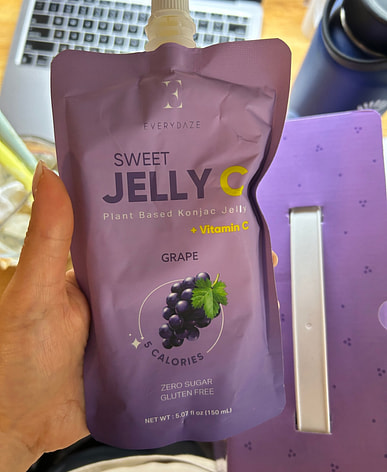 E
EVERYDAZE
SWEET
JELLY C
Plant Based Konjac Jelly
+ Vitamin C
GRAPE
5 CALORIES
ZERO SUGAR
GLUTEN FREE
NET WT : 5.07 fl oz (150 mL)